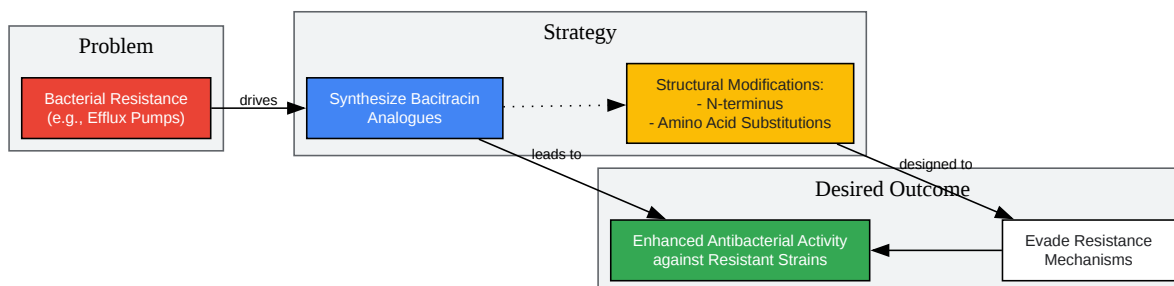 Problem
Bacterial Resistance
(e.g., Efflux Pumps)
drives
Strategy
Synthesize Bacitracin
Analogues
Structural Modifications:
- N-terminus
- Amino Acid Substitutions
leads to
designed to
Desired Outcome
Enhanced Antibacterial Activity
against Resistant Strains
Evade Resistance
Mechanisms